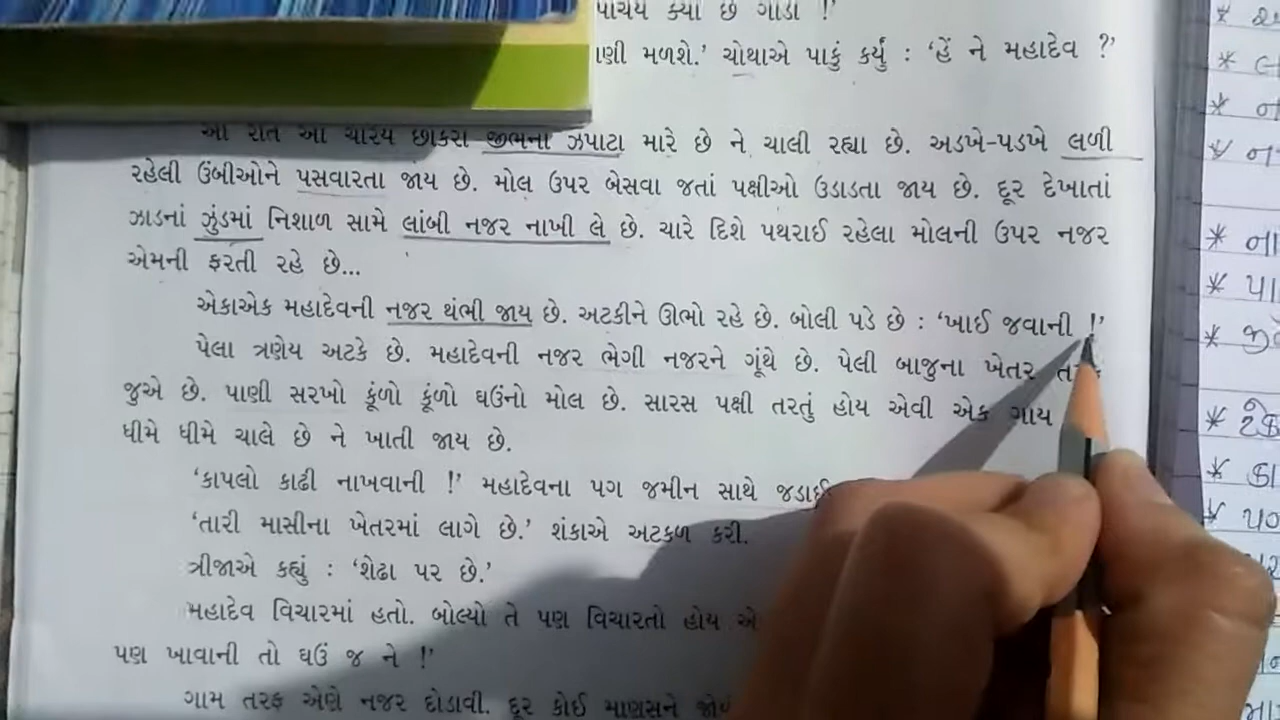 પાંચેય ક્યાં છે ગાડાં !’
મળશે.’ ચોથાએ પાકું કર્યું : ‘હેં ને મહાદેવ ?’
આ રીતે આ ચારેય છોકરા જીભના ઝપાટા મારે છે ને ચાલી રહ્યા છે. અડખે-પડખે લળી
રહેલી ઉંબીઓને પસવારતા જાય છે. મોલ ઉપર બેસવા જતાં પક્ષીઓ ઉડાડતા જાય છે. દૂર દેખાતાં
ઝાડનાં ઝુંડમાં નિશાળ સામે લાંબી નજર નાખી લે છે. ચારે દિશે પથરાઈ રહેલા મોલની ઉપર નજર
એમની ફરતી રહે છે...
એકાએક મહાદેવની નજર થંભી જાય છે. અટકીને ઊભો રહે છે. બોલી પડે છે : ‘ખાઈ જવાની !’
પેલા ત્રણેય અટકે છે. મહાદેવની નજર ભેગી નજરને ગૂંથે છે. પેલી બાજુના ખેતર
જુએ છે. પાણી સરખો કૂંળો કૂંળો ઘઉંનો મોલ છે. સારસ પક્ષી તરતું હોય એવી એક ગાય
ધીમે ધીમે ચાલે છે ને ખાતી જાય છે.
‘કાપલો કાઢી નાખવાની !’ મહાદેવના પગ જમીન સાથે જડાઈ
‘તારી માસીના ખેતરમાં લાગે છે.’ શંકાએ અટકળ કરી.
ત્રીજાએ કહ્યું : ‘શેઢા પર છે.’
મહાદેવ વિચારમાં હતો. બોલ્યો તે પણ વિચારતો હોય
પણ ખાવાની તો ઘઉં જ ને !’
ગામ તરફ એણે નજર દોડાવી. દૂર કોઈ માણસને